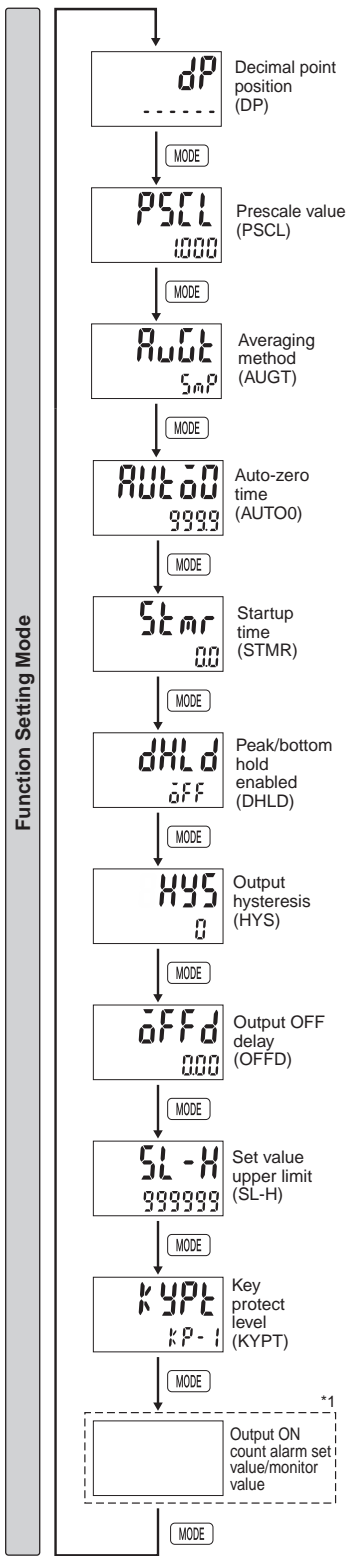 Function Setting Mode
dP
------
Decimal point
position
(DP)
MODE
PSCL
1.000
Prescale value
(PSCL)
MODE
AvGt
SmP
Averaging
method
(AUGT)
MODE
AUto0
999.9
Auto-zero
time
(AUTO0)
MODE
Stmr
0.0
Startup
time
(STMR)
MODE
dHLd
oFF
Peak/bottom
hold
enabled
(DHLD)
MODE
HYS
0
Output
hysteresis
(HYS)
MODE
oFFd
0.00
Output OFF
delay
(OFFD)
MODE
SL-H
999999
Set value
upper limit
(SL-H)
MODE
KYPt
KP-1
Key
protect
level
(KYPT)
MODE
*1
Output ON
count alarm set
value/monitor
value
MODE